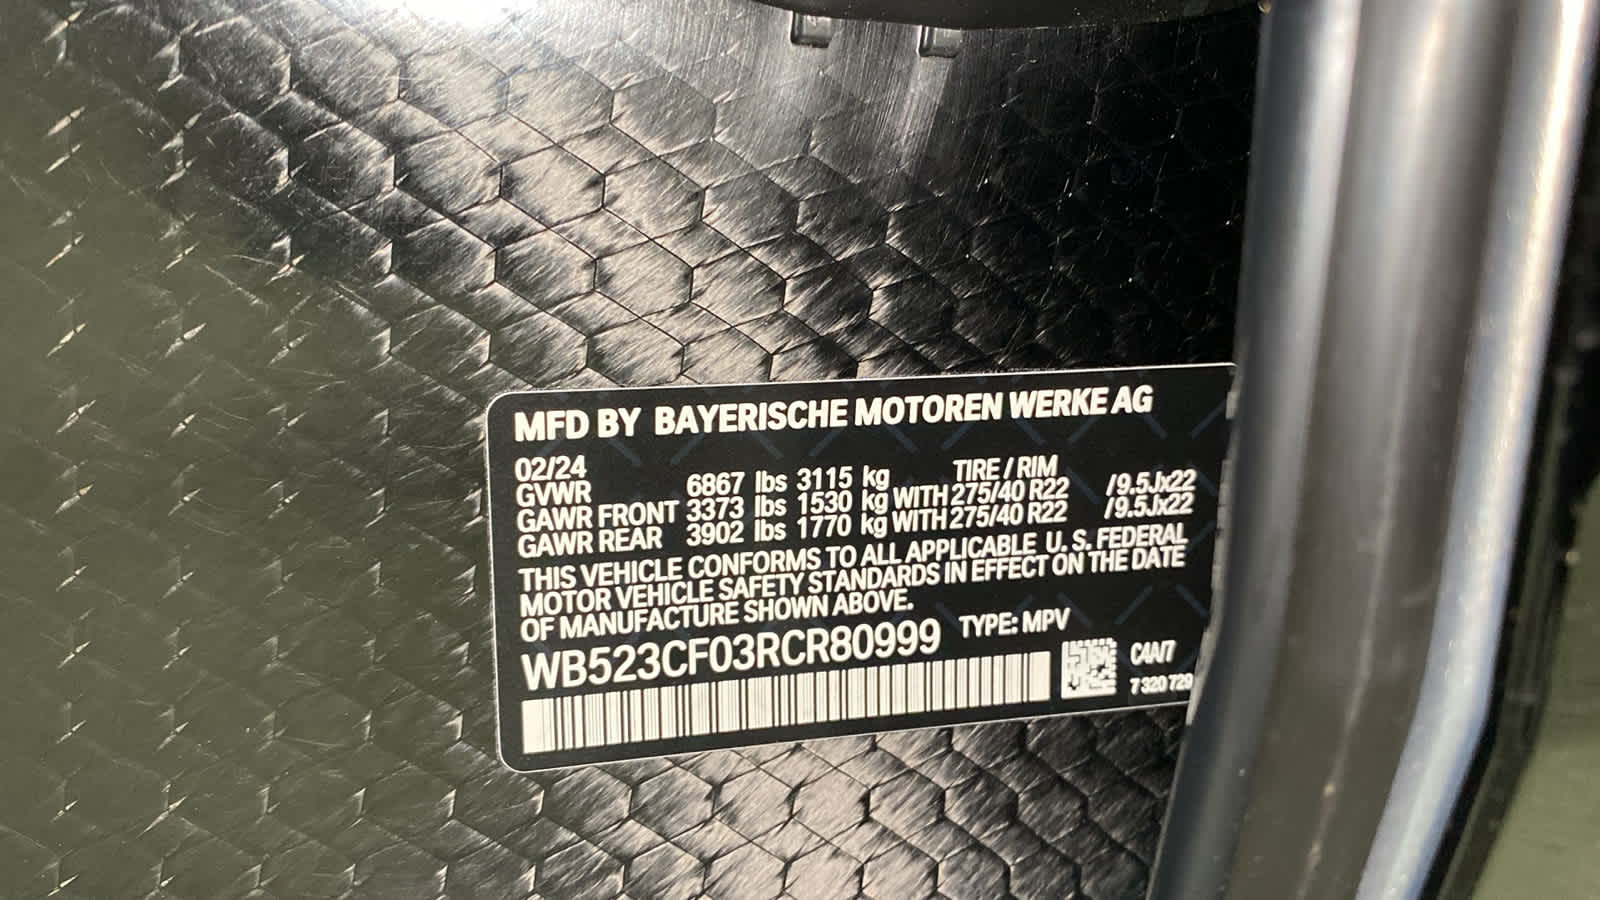 MFD BY BAYERISCHE MOTOREN WERKE AG
02/24 TIRE / RIM
GVWR 6867 lbs 3115 kg
GAWR FRONT 3373 lbs 1530 kg WITH 275/40 R22 /9.5Jx22
GAWR REAR 3902 lbs 1770 kg WITH 275/40 R22 /9.5Jx22
THIS VEHICLE CONFORMS TO ALL APPLICABLE U. S. FEDERAL
MOTOR VEHICLE SAFETY STANDARDS IN EFFECT ON THE DATE
OF MANUFACTURE SHOWN ABOVE.
WB523CF03RCR80999 TYPE: MPV
C4A/7
7 320 729